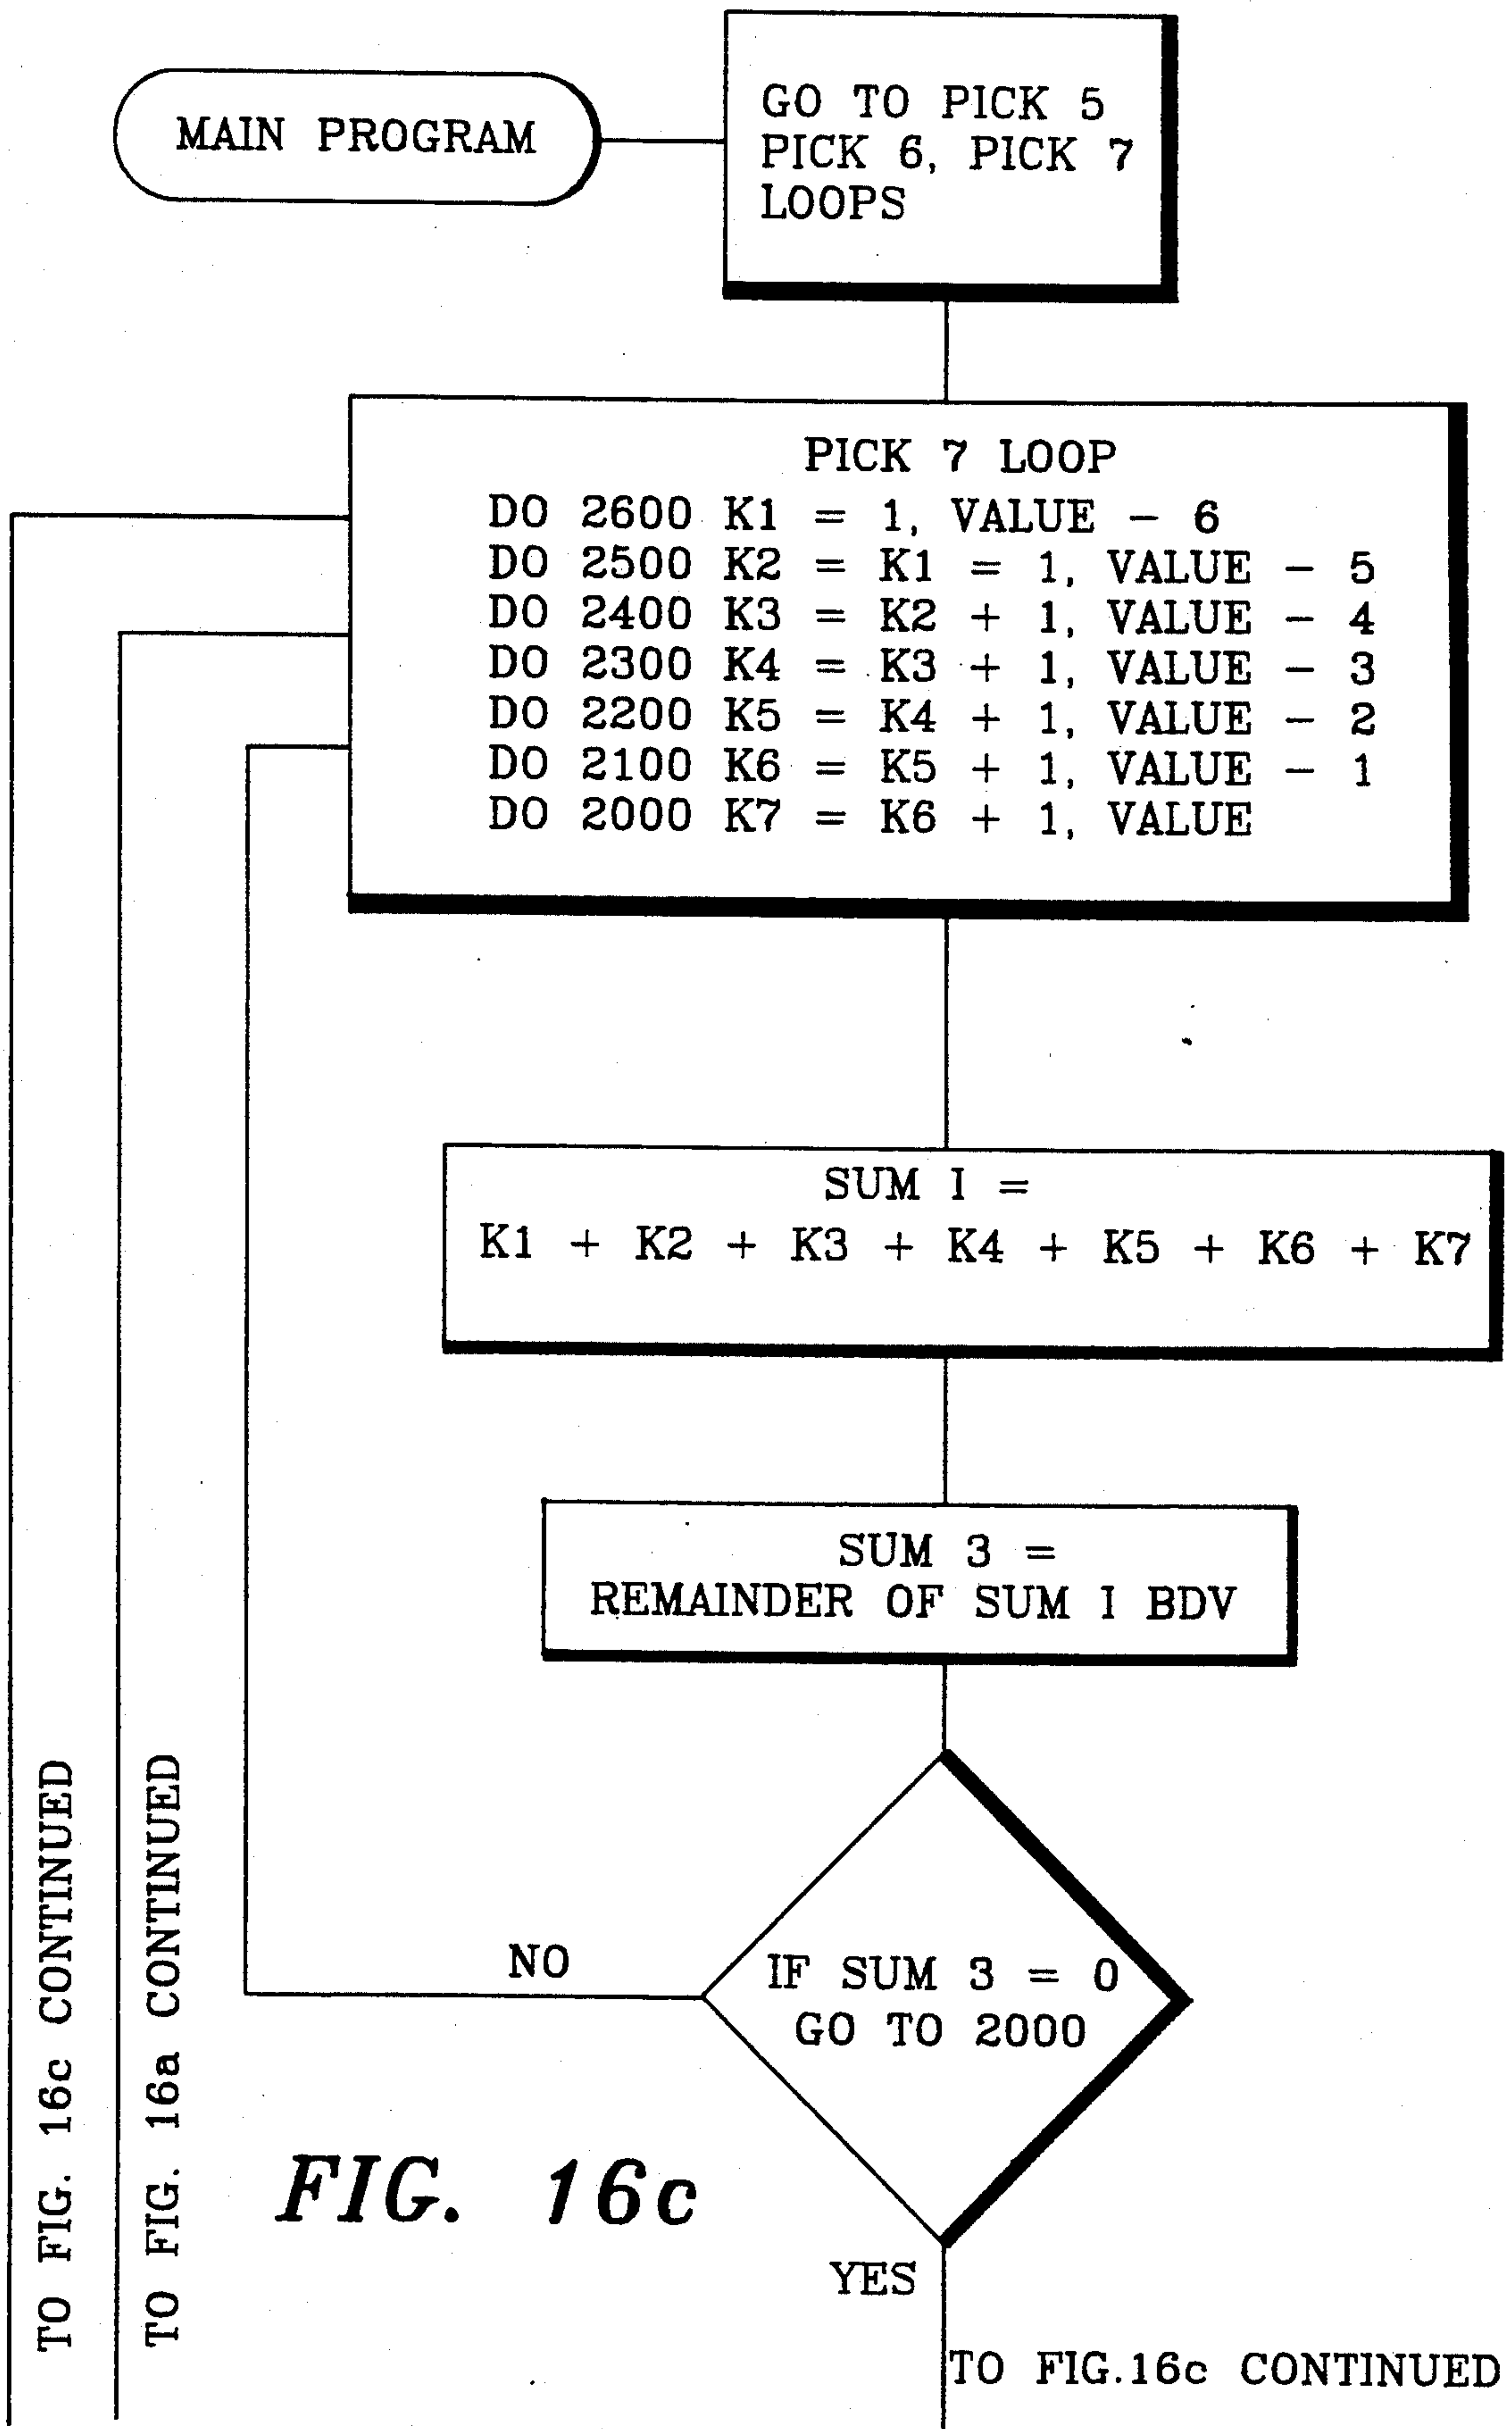 MAIN PROGRAM
GO TO PICK 5
PICK 6, PICK 7
LOOPS
PICK 7 LOOP
DO 2600 K1 = 1, VALUE - 6
DO 2500 K2 = K1 = 1, VALUE - 5
DO 2400 K3 = K2 + 1, VALUE - 4
DO 2300 K4 = K3 + 1, VALUE - 3
DO 2200 K5 = K4 + 1, VALUE - 2
DO 2100 K6 = K5 + 1, VALUE - 1
DO 2000 K7 = K6 + 1, VALUE
SUM I =
K1 + K2 + K3 + K4 + K5 + K6 + K7
SUM 3 =
REMAINDER OF SUM I BDV
IF SUM 3 = 0
GO TO 2000
NO
YES
TO FIG. 16c CONTINUED
TO FIG. 16a CONTINUED
FIG. 16c
TO FIG.16c CONTINUED